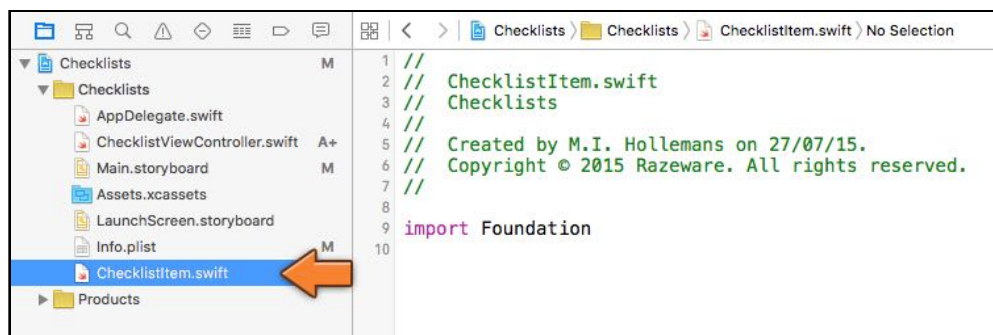 Checklists 〉 Checklists 〉 ChecklistItem.swift 〉 No Selection
Checklists M
Checklists
AppDelegate.swift
ChecklistViewController.swift A+
Main.storyboard M
Assets.xcassets
LaunchScreen.storyboard
Info.plist M
ChecklistItem.swift
Products
1 //
2 //  ChecklistItem.swift
3 //  Checklists
4 //
5 //  Created by M.I. Hollemans on 27/07/15.
6 //  Copyright © 2015 Razeware. All rights reserved.
7 //
8
9 import Foundation
10